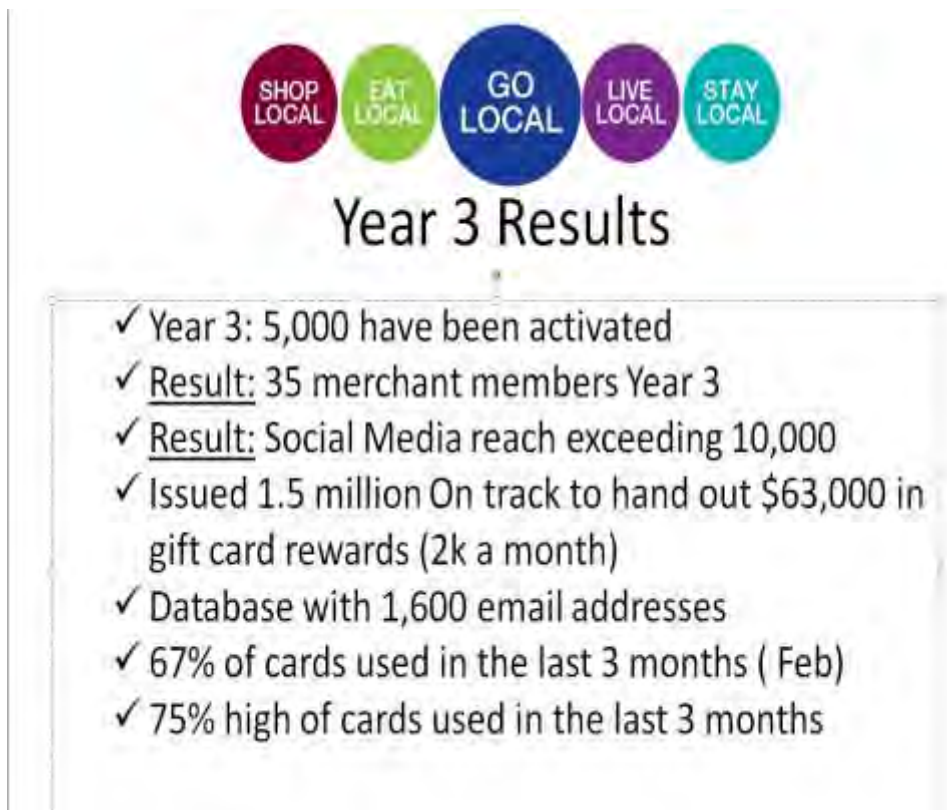 SHOP
LOCAL
EAT
LOCAL
GO
LOCAL
LIVE
LOCAL
STAY
LOCAL
Year 3 Results
✓ Year 3: 5,000 have been activated
✓ Result: 35 merchant members Year 3
✓ Result: Social Media reach exceeding 10,000
✓ Issued 1.5 million On track to hand out $63,000 in
gift card rewards (2k a month)
✓ Database with 1,600 email addresses
✓ 67% of cards used in the last 3 months ( Feb)
✓ 75% high of cards used in the last 3 months